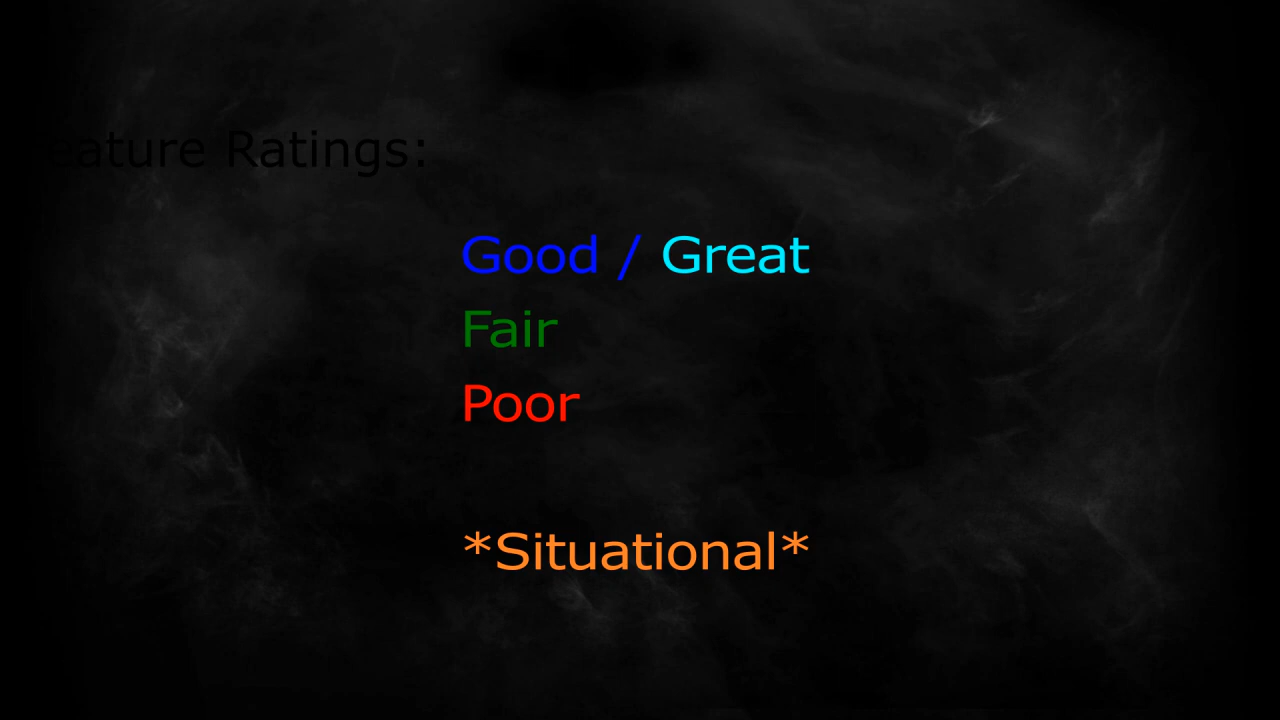 eature Ratings:
Good / Great
Fair
Poor
*Situational*